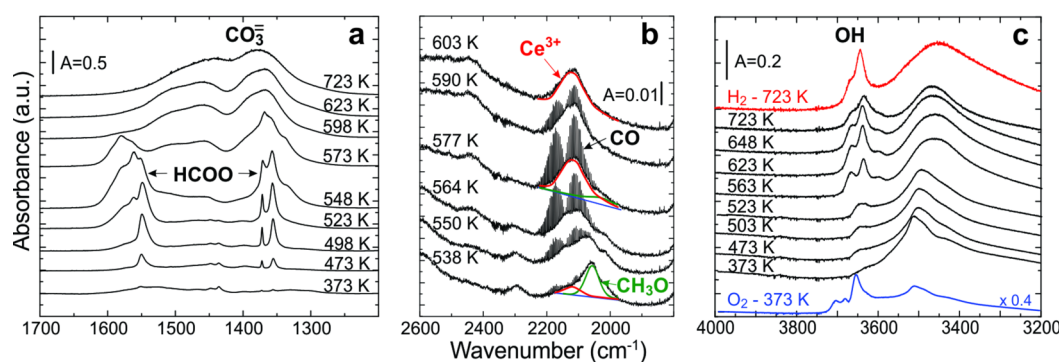 Absorbance (a.u.)
CO₃⁼
a
A=0.5
723 K
623 K
598 K
573 K
HCOO
548 K
523 K
498 K
473 K
373 K
1700 1600 1500 1400 1300
b
603 K
Ce³⁺
590 K
A=0.01
577 K
CO
564 K
550 K
538 K
CH₃O
2600 2400 2200 2000
Wavenumber (cm⁻¹)
OH
c
A=0.2
H₂ - 723 K
723 K
648 K
623 K
563 K
523 K
503 K
473 K
373 K
O₂ - 373 K
x 0.4
4000 3800 3600 3400 3200